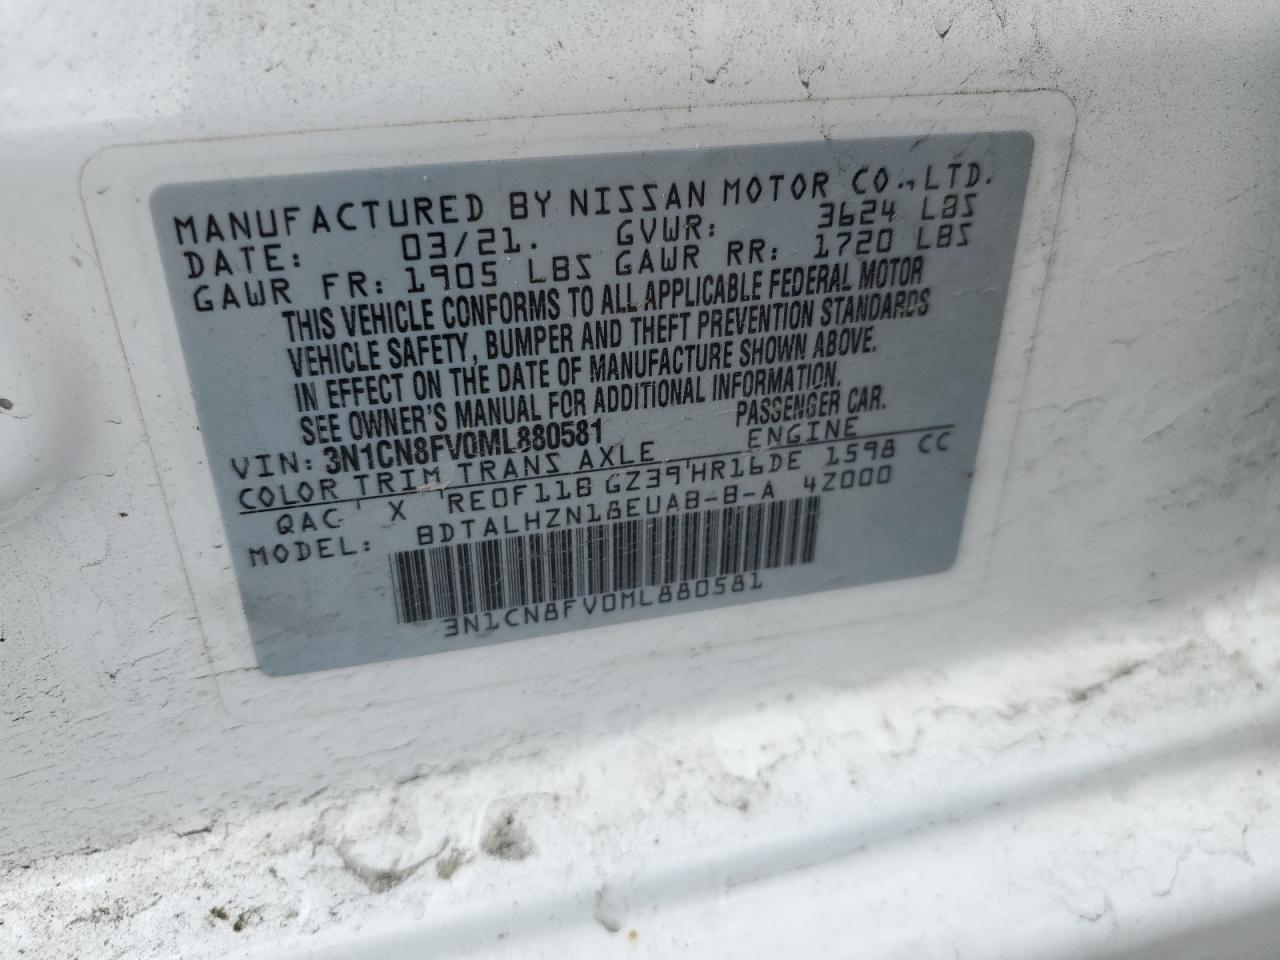 MANUFACTURED BY NISSAN MOTOR CO., LTD.
DATE: 03/21. GVWR: 3624 LBS
GAWR FR: 1905 LBS GAWR RR: 1720 LBS
THIS VEHICLE CONFORMS TO ALL APPLICABLE FEDERAL MOTOR
VEHICLE SAFETY, BUMPER AND THEFT PREVENTION STANDARDS
IN EFFECT ON THE DATE OF MANUFACTURE SHOWN ABOVE.
SEE OWNER'S MANUAL FOR ADDITIONAL INFORMATION.
PASSENGER CAR.
VIN: 3N1CN8FV0ML880581
COLOR TRIM TRANS AXLE ENGINE
QAC X RE0F11B GZ39 HR16DE 1598 CC
MODEL: BDTALHZN18EUAB-B-A 4Z000
3N1CN8FV0ML880581